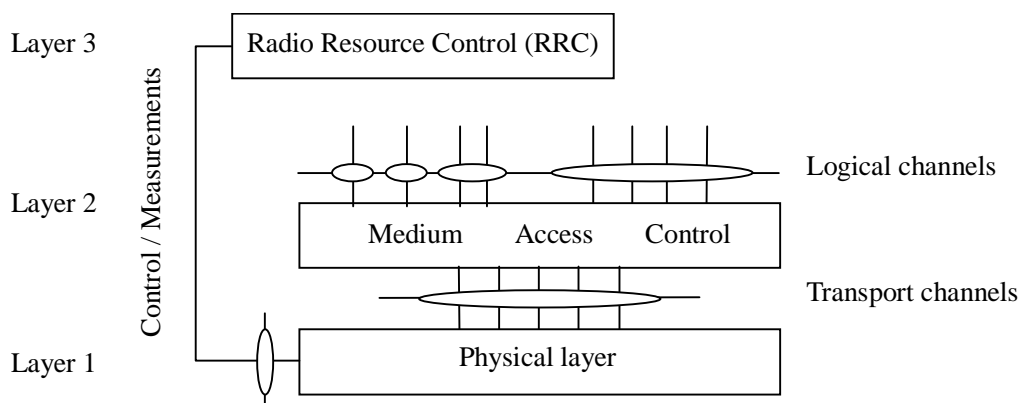 Layer 3
Radio Resource Control (RRC)
Control / Measurements
Logical channels
Layer 2
Medium Access Control
Transport channels
Layer 1
Physical layer